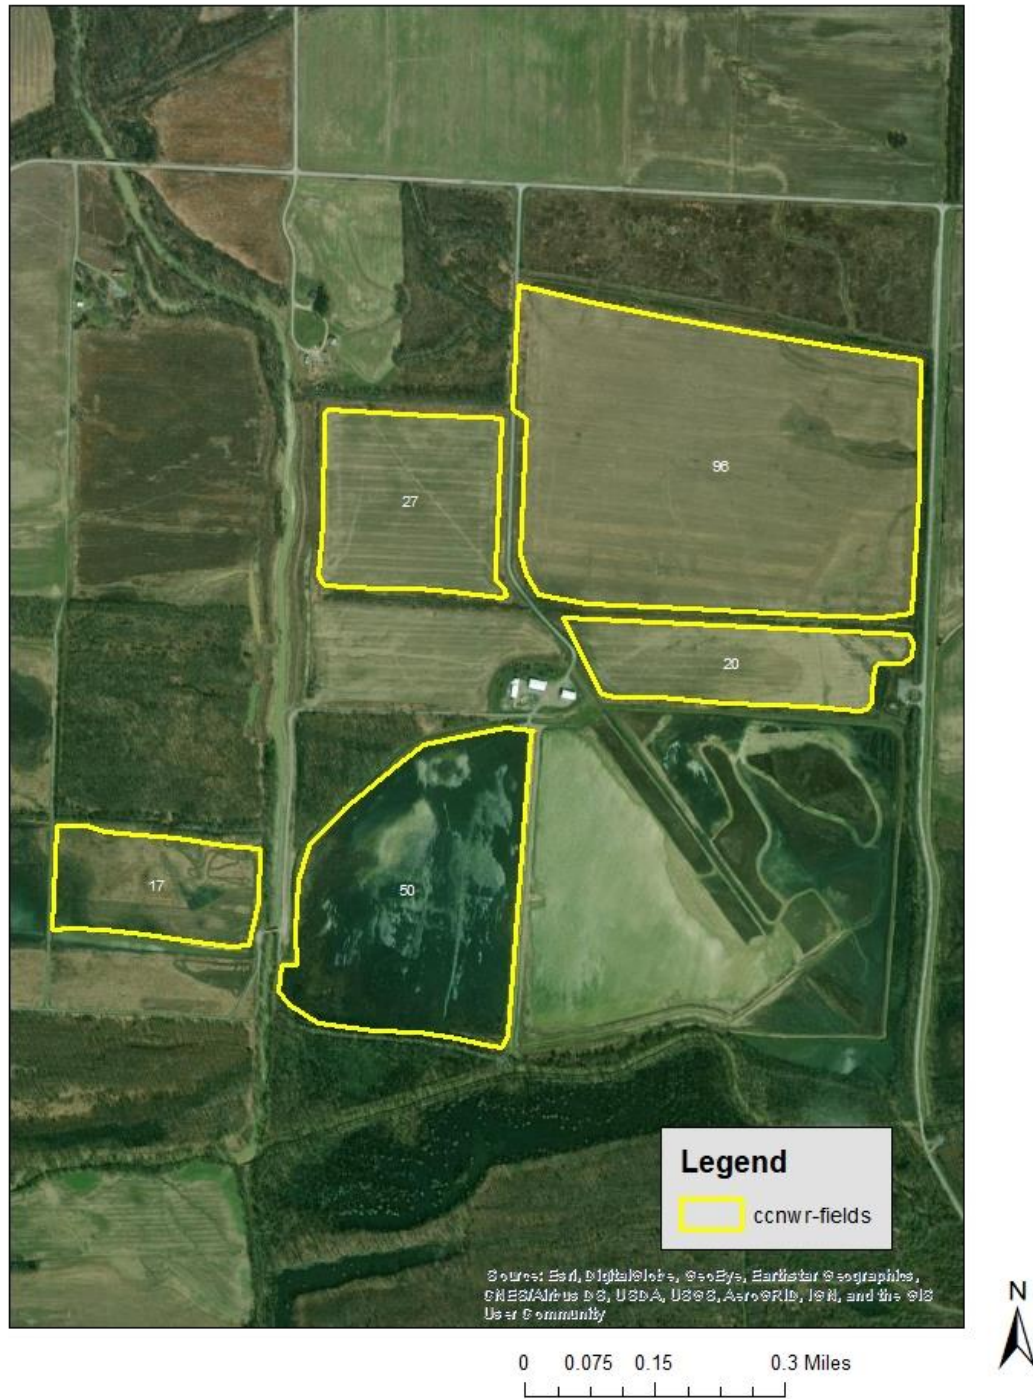 96
27
20
17
50
Legend
ccnwr-fields
Source: Esri, DigitalGlobe, GeoEye, Earthstar Geographics,
CNES/Airbus DS, USDA, USGS, AeroGRID, IGN, and the GIS
User Community
N
0 0.075 0.15 0.3 Miles